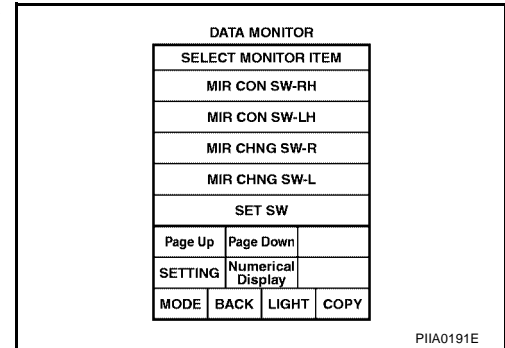 DATA MONITOR
SELECT MONITOR ITEM
MIR CON SW-RH
MIR CON SW-LH
MIR CHNG SW-R
MIR CHNG SW-L
SET SW
Page Up Page Down
SETTING Numerical Display
MODE BACK LIGHT COPY
PIIA0191E